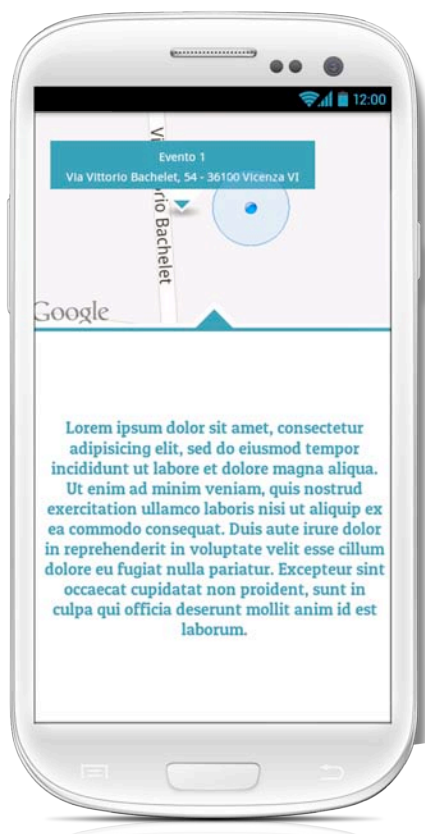 12:00
Evento 1
Via Vittorio Bachelet, 54 - 36100 Vicenza VI
Vi
rio Bachelet
Google
Lorem ipsum dolor sit amet, consectetur
adipisicing elit, sed do eiusmod tempor
incididunt ut labore et dolore magna aliqua.
Ut enim ad minim veniam, quis nostrud
exercitation ullamco laboris nisi ut aliquip ex
ea commodo consequat. Duis aute irure dolor
in reprehenderit in voluptate velit esse cillum
dolore eu fugiat nulla pariatur. Excepteur sint
occaecat cupidatat non proident, sunt in
culpa qui officia deserunt mollit anim id est
laborum.